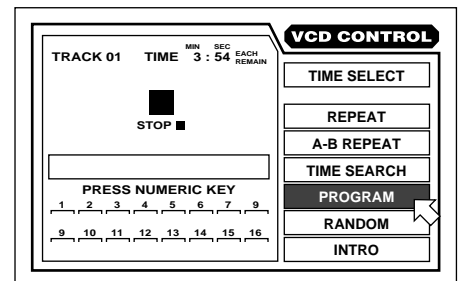 VCD CONTROL
TRACK 01 TIME MIN 3 : SEC 54 EACH REMAIN
STOP
PRESS NUMERIC KEY
1 2 3 4 5 6 7 9
9 10 11 12 13 14 15 16
TIME SELECT
REPEAT
A-B REPEAT
TIME SEARCH
PROGRAM
RANDOM
INTRO